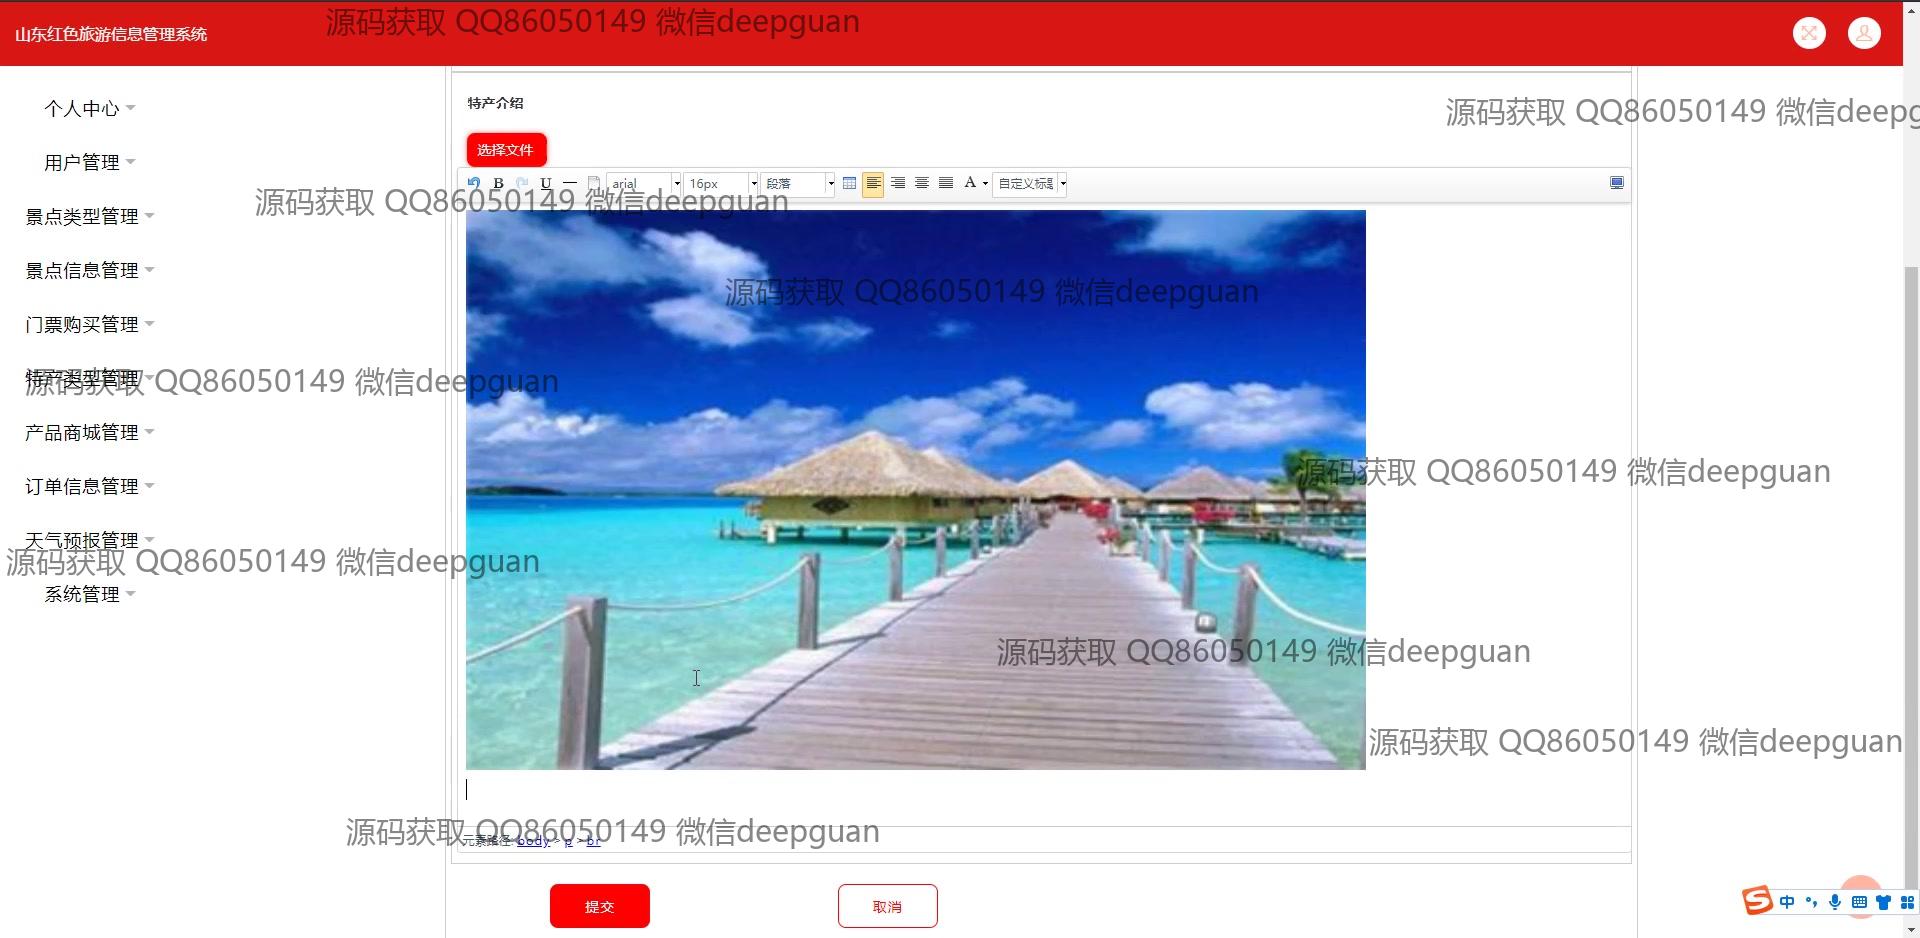 山东红色旅游信息管理系统
源码获取 QQ86050149 微信deepguan
个人中心
用户管理
景点类型管理
景点信息管理
门票购买管理
特产类型管理
产品商城管理
订单信息管理
天气预报管理
系统管理
特产介绍
源码获取 QQ86050149 微信deepg
选择文件
B U arial 16px 段落 A 自定义标题
源码获取 QQ86050149 微信deepguan
源码获取 QQ86050149 微信deepguan
源码获取 QQ86050149 微信deepguan
源码获取 QQ86050149 微信deepguan
源码获取 QQ86050149 微信deepguan
源码获取 QQ86050149 微信deepguan
源码获取 QQ86050149 微信deepguan
源码获取 QQ86050149 微信deepguan
元素路径: body > p > br
提交
取消
S 中